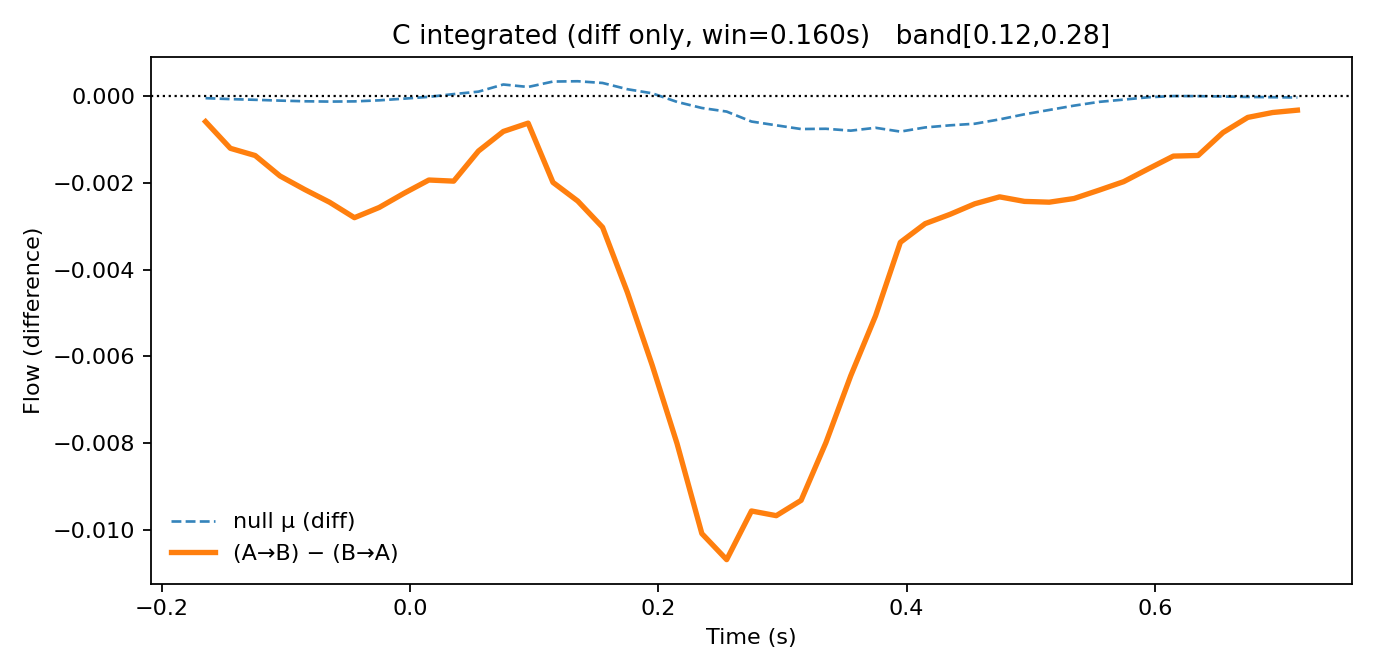 C integrated (diff only, win=0.160s)   band[0.12,0.28]
Flow (difference)
0.000
−0.002
−0.004
−0.006
−0.008
−0.010
null μ (diff)
(A→B) − (B→A)
−0.2
0.0
0.2
0.4
0.6
Time (s)